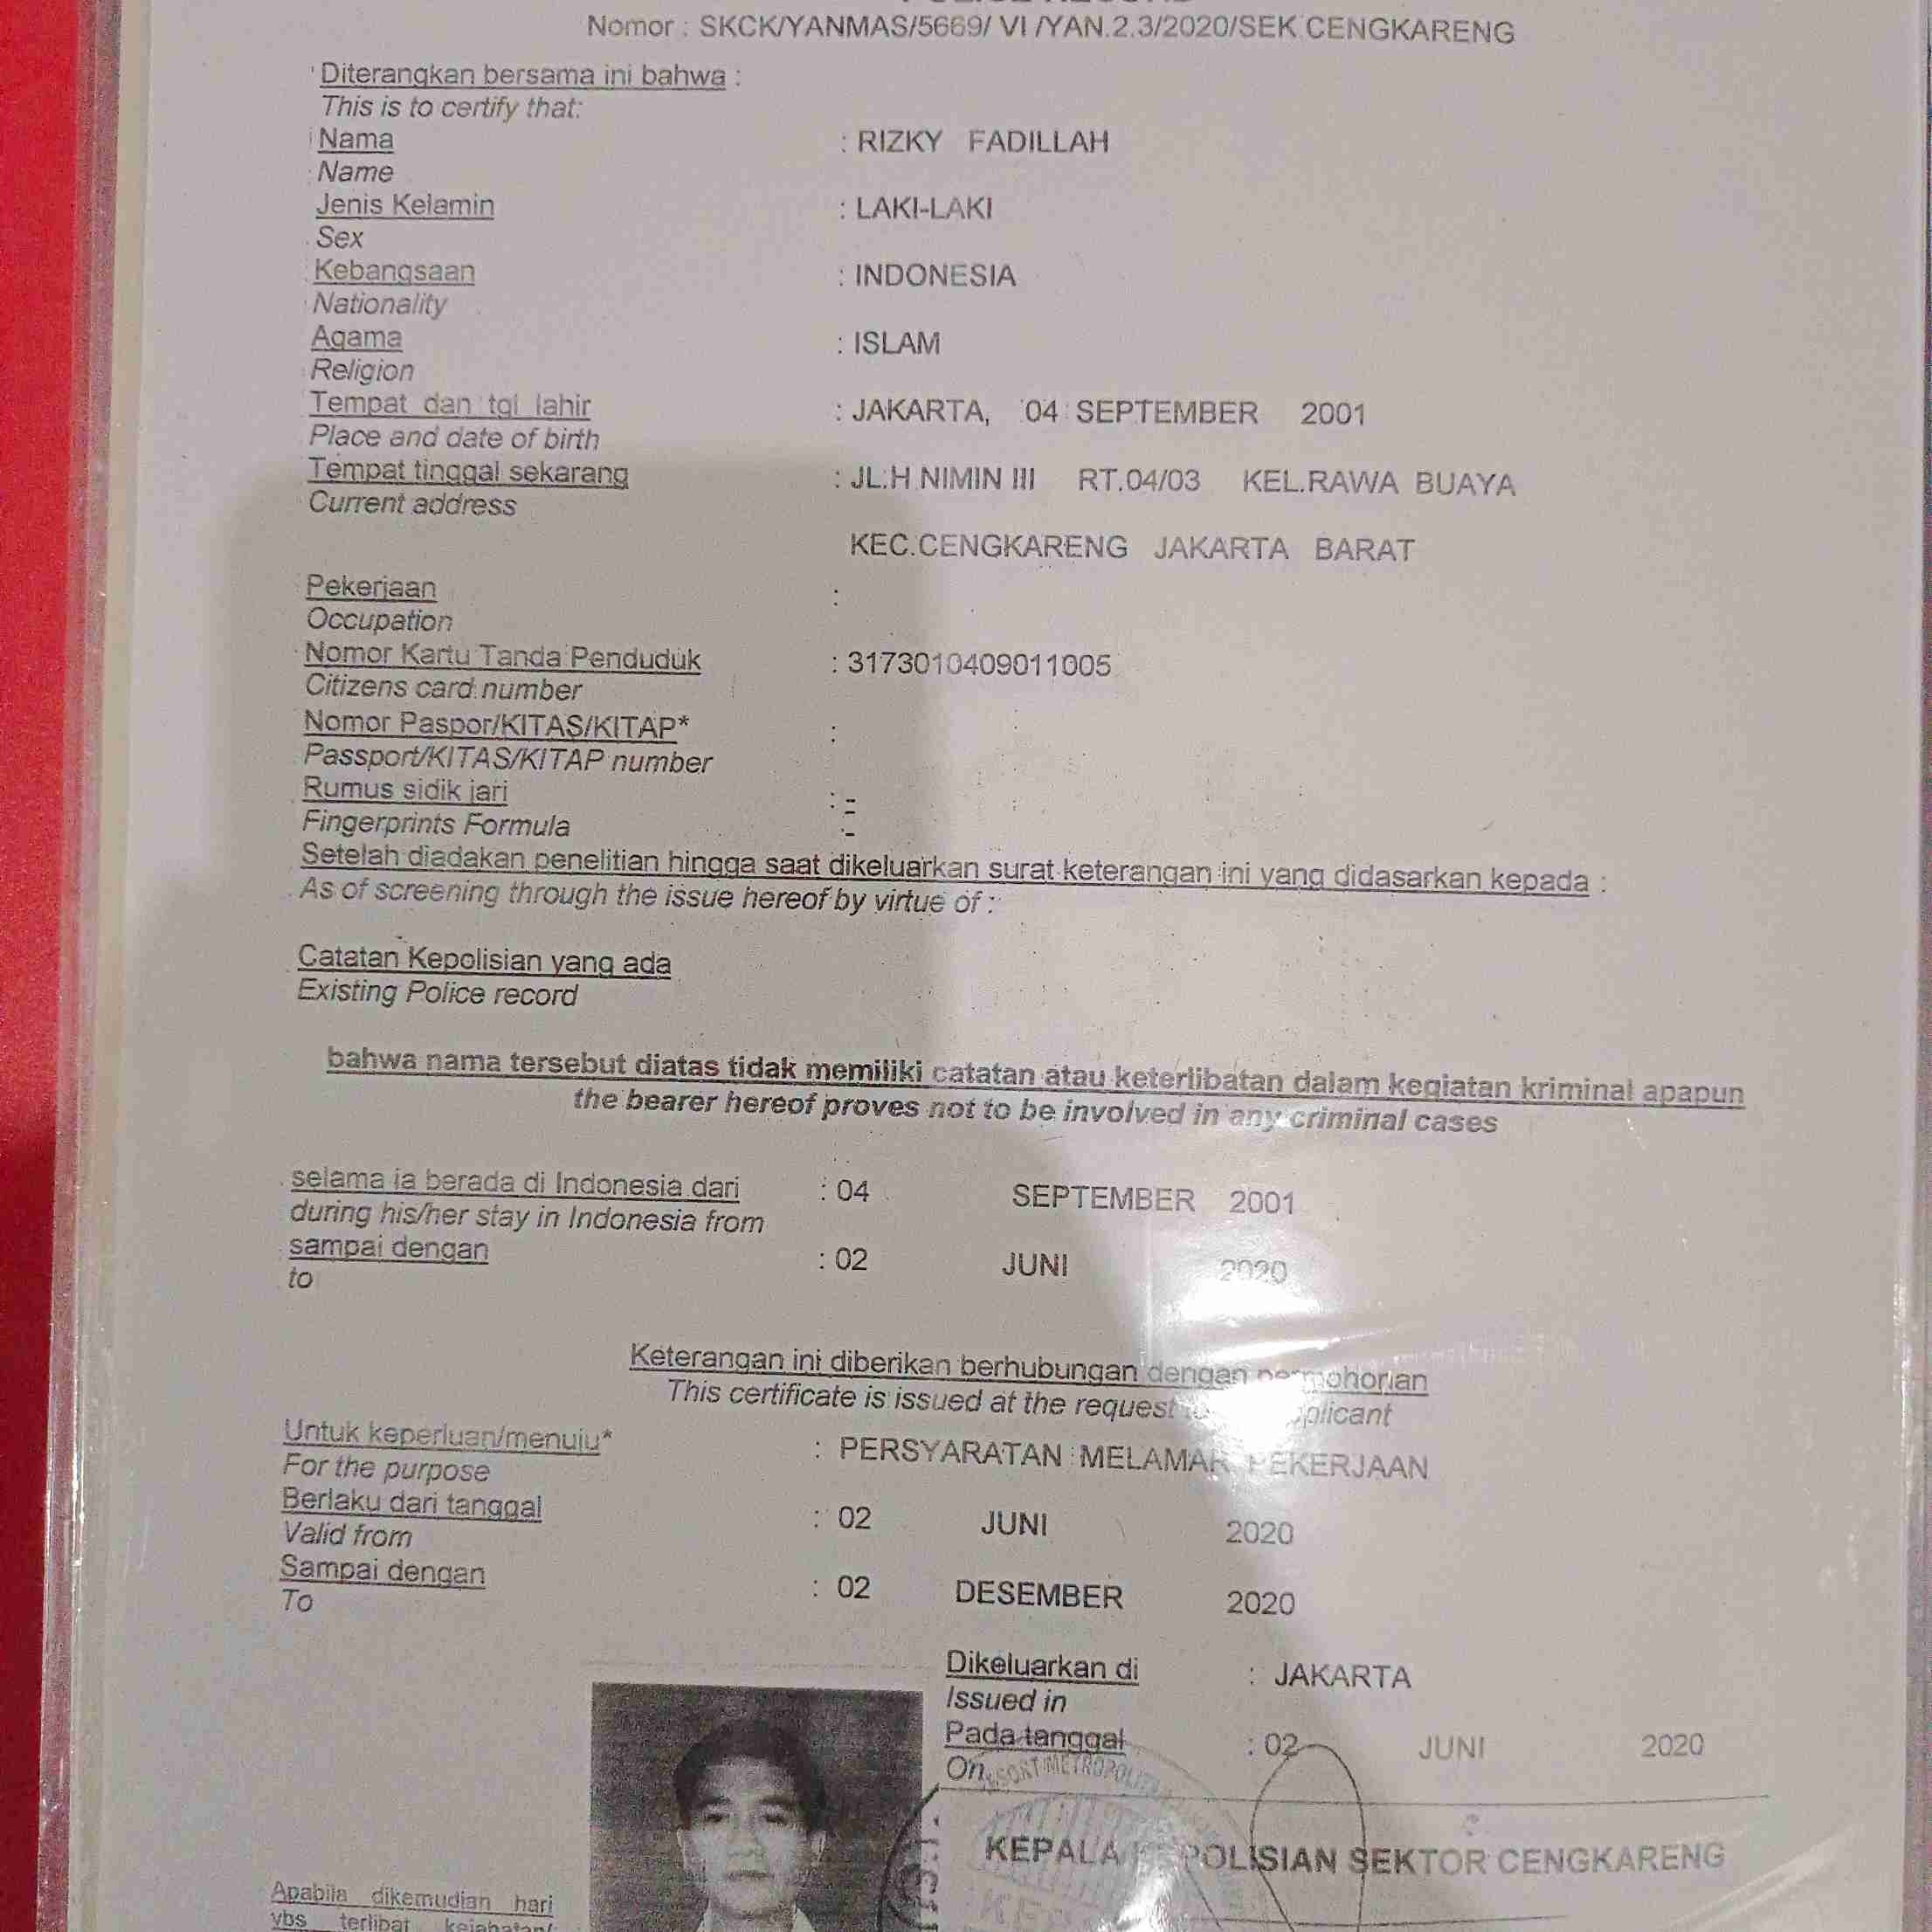 Nomor : SKCK/YANMAS/5669/ VI /YAN.2.3/2020/SEK CENGKARENG
Diterangkan bersama ini bahwa :
This is to certify that:
Nama : RIZKY FADILLAH
Name
Jenis Kelamin : LAKI-LAKI
Sex
Kebangsaan : INDONESIA
Nationality
Agama : ISLAM
Religion
Tempat dan tgl lahir : JAKARTA, 04 SEPTEMBER 2001
Place and date of birth
Tempat tinggal sekarang : JL.H NIMIN III RT.04/03 KEL.RAWA BUAYA
Current address
KEC.CENGKARENG JAKARTA BARAT
Pekerjaan :
Occupation
Nomor Kartu Tanda Penduduk : 3173010409011005
Citizens card number
Nomor Paspor/KITAS/KITAP* :
Passport/KITAS/KITAP number
Rumus sidik jari : -
Fingerprints Formula -
Setelah diadakan penelitian hingga saat dikeluarkan surat keterangan ini yang didasarkan kepada :
As of screening through the issue hereof by virtue of :
Catatan Kepolisian yang ada
Existing Police record
bahwa nama tersebut diatas tidak memiliki catatan atau keterlibatan dalam kegiatan kriminal apapun
the bearer hereof proves not to be involved in any criminal cases
selama ia berada di Indonesia dari : 04 SEPTEMBER 2001
during his/her stay in Indonesia from
sampai dengan : 02 JUNI 2020
to
Keterangan ini diberikan berhubungan dengan permohonan
This certificate is issued at the request applicant
Untuk keperluan/menuju* : PERSYARATAN MELAMAR PEKERJAAN
For the purpose
Berlaku dari tanggal : 02 JUNI 2020
Valid from
Sampai dengan : 02 DESEMBER 2020
To
Dikeluarkan di : JAKARTA
Issued in
Pada tanggal : 02 JUNI 2020
On
KEPALA KEPOLISIAN SEKTOR CENGKARENG
Apabila dikemudian hari
ybs terlibat kejahatan/